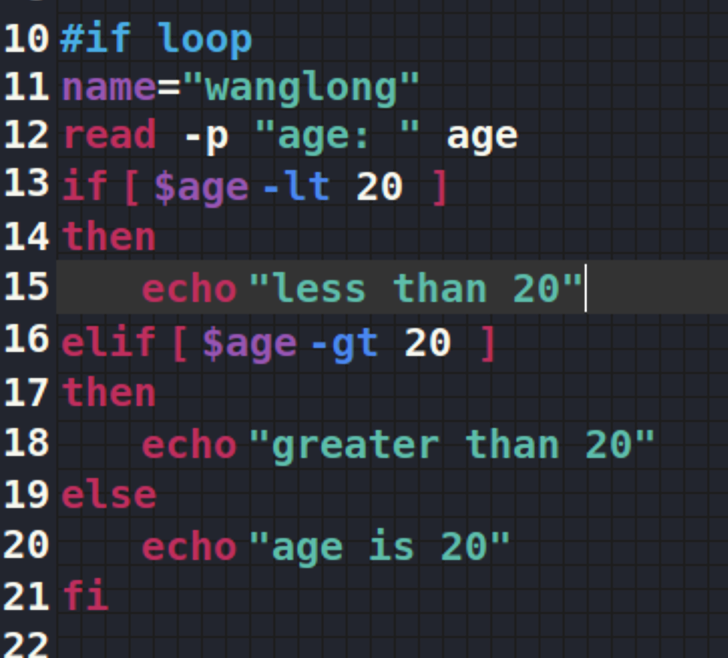 10 #if loop
11 name="wanglong"
12 read -p "age: " age
13 if [ $age -lt 20 ]
14 then
15     echo "less than 20"
16 elif [ $age -gt 20 ]
17 then
18     echo "greater than 20"
19 else
20     echo "age is 20"
21 fi
22